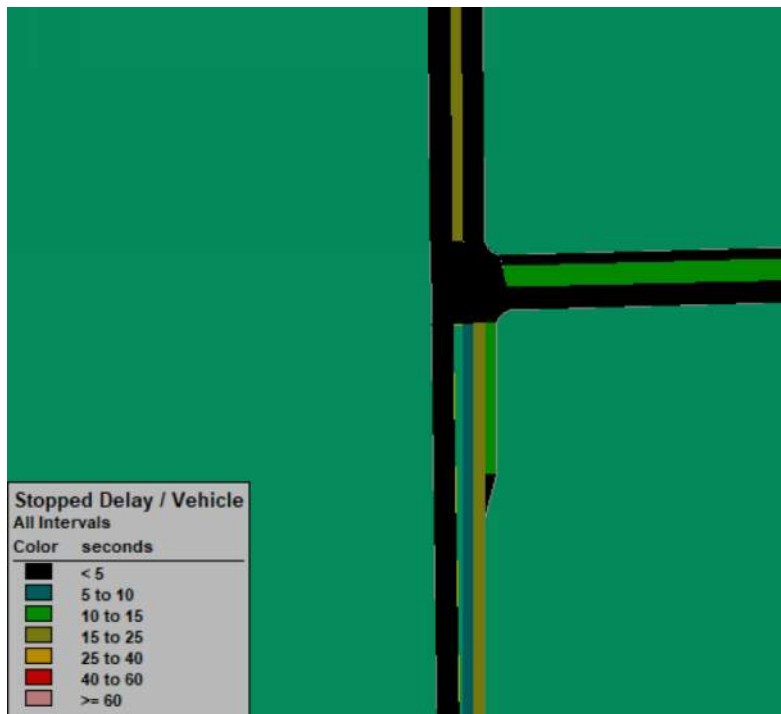 Stopped Delay / Vehicle
All Intervals
Color seconds
< 5
5 to 10
10 to 15
15 to 25
25 to 40
40 to 60
>= 60